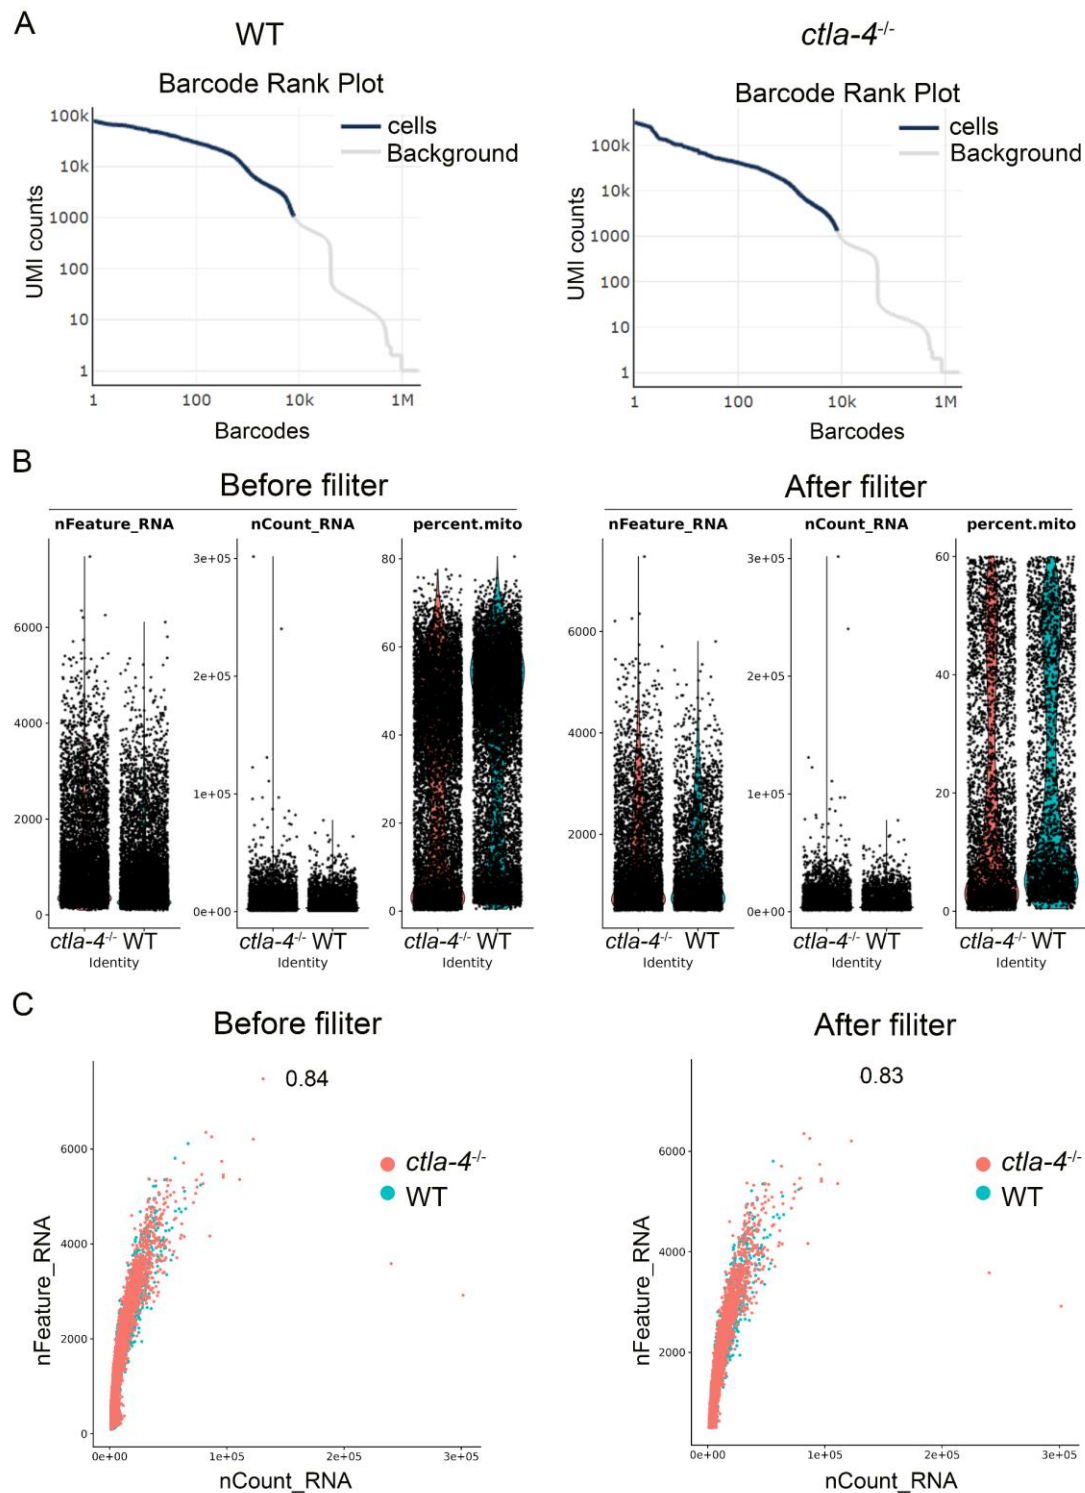 A
WT
ctla-4-/-
Barcode Rank Plot
Barcode Rank Plot
100k
10k
1000
100
10
1
UMI counts
cells
Background
1
100
10k
1M
Barcodes
100k
10k
1000
100
10
1
UMI counts
cells
Background
1
100
10k
1M
Barcodes
B
Before filiter
After filiter
nFeature_RNA
nCount_RNA
percent.mito
nFeature_RNA
nCount_RNA
percent.mito
6000
4000
2000
0
ctla-4-/- WT
Identity
3e+05
2e+05
1e+05
0e+00
ctla-4-/- WT
Identity
80
60
40
20
0
ctla-4-/- WT
Identity
6000
4000
2000
ctla-4-/- WT
Identity
3e+05
2e+05
1e+05
0e+00
ctla-4-/- WT
Identity
60
40
20
0
ctla-4-/- WT
Identity
C
Before filiter
After filiter
0.84
6000
4000
2000
0
nFeature_RNA
ctla-4-/-
WT
0e+00
1e+05
2e+05
3e+05
nCount_RNA
0.83
6000
4000
2000
nFeature_RNA
ctla-4-/-
WT
0e+00
1e+05
2e+05
3e+05
nCount_RNA